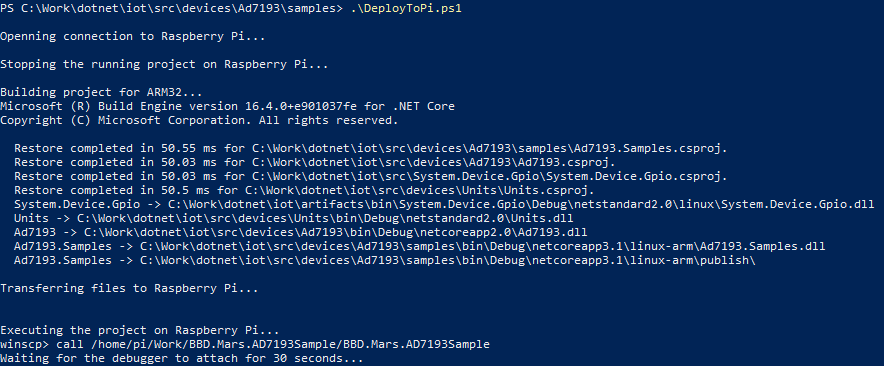 PS C:\Work\dotnet\iot\src\devices\Ad7193\samples> .\DeployToPi.ps1
Openning connection to Raspberry Pi...
Stopping the running project on Raspberry Pi...
Building project for ARM32...
Microsoft (R) Build Engine version 16.4.0+e901037fe for .NET Core
Copyright (C) Microsoft Corporation. All rights reserved.
Restore completed in 50.55 ms for C:\Work\dotnet\iot\src\devices\Ad7193\samples\Ad7193.Samples.csproj.
Restore completed in 50.03 ms for C:\Work\dotnet\iot\src\devices\Ad7193\Ad7193.csproj.
Restore completed in 50.03 ms for C:\Work\dotnet\iot\src\System.Device.Gpio\System.Device.Gpio.csproj.
Restore completed in 50.5 ms for C:\Work\dotnet\iot\src\devices\Units\Units.csproj.
System.Device.Gpio -> C:\Work\dotnet\iot\artifacts\bin\System.Device.Gpio\Debug\netstandard2.0\linux\System.Device.Gpio.dll
Units -> C:\Work\dotnet\iot\src\devices\Units\bin\Debug\netstandard2.0\Units.dll
Ad7193 -> C:\Work\dotnet\iot\src\devices\Ad7193\bin\Debug\netcoreapp2.0\Ad7193.dll
Ad7193.Samples -> C:\Work\dotnet\iot\src\devices\Ad7193\samples\bin\Debug\netcoreapp3.1\linux-arm\Ad7193.Samples.dll
Ad7193.Samples -> C:\Work\dotnet\iot\src\devices\Ad7193\samples\bin\Debug\netcoreapp3.1\linux-arm\publish\
Transferring files to Raspberry Pi...
Executing the project on Raspberry Pi...
winscp> call /home/pi/Work/BBD.Mars.AD7193Sample/BBD.Mars.AD7193Sample
Waiting for the debugger to attach for 30 seconds...